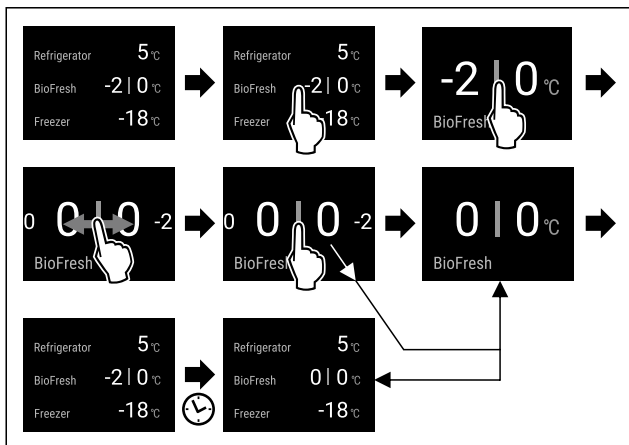 Refrigerator 5 °C
BioFresh -2 | 0 °C
Freezer -18 °C
Refrigerator 5 °C
BioFresh -2 | 0 °C
Freezer -18 °C
-2 | 0 °C
BioFresh
0 0 | 0 -2
BioFresh
0 0 | 0 -2
BioFresh
0 | 0 °C
BioFresh
Refrigerator 5 °C
BioFresh -2 | 0 °C
Freezer -18 °C
Refrigerator 5 °C
BioFresh 0 | 0 °C
Freezer -18 °C